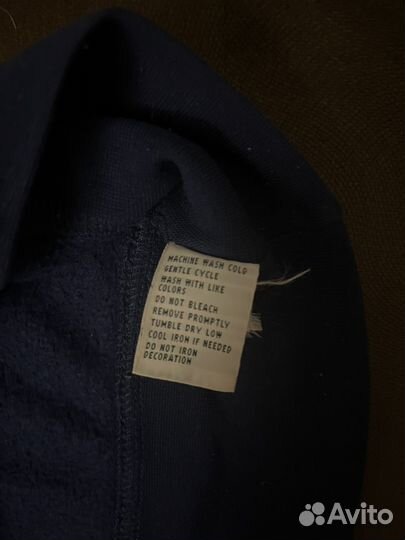 MACHINE WASH COLD
GENTLE CYCLE
WASH WITH LIKE
COLORS
DO NOT BLEACH
REMOVE PROMPTLY
TUMBLE DRY LOW
COOL IRON IF NEEDED
DO NOT IRON
DECORATION
Avito